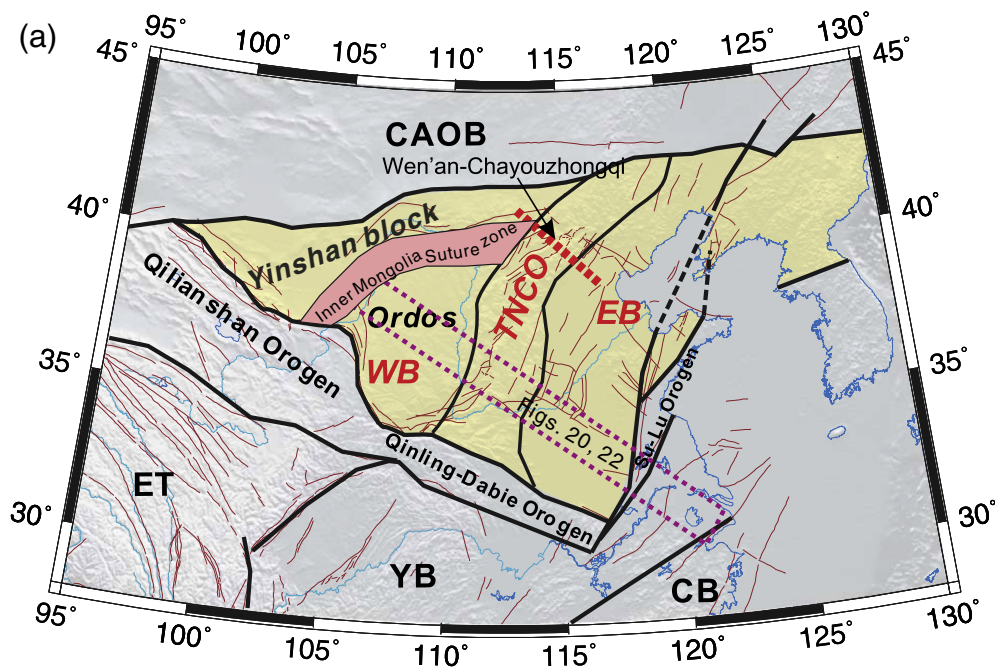 (a)
95°
100°
105°
110°
115°
120°
125°
130°
45°
45°
CAOB
Wen'an-Chayouzhongqi
40°
40°
Yinshan block
Inner Mongolia Suture zone
Qilianshan Orogen
Ordos
TNCO
EB
WB
35°
35°
Figs. 20, 22
Su-Lu Orogen
Qinling-Dabie Orogen
ET
30°
30°
YB
CB
95°
100°
105°
110°
115°
120°
125°
130°